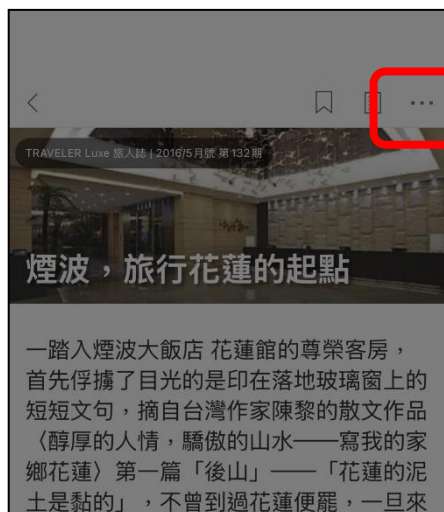 TRAVELER Luxe 旅人誌 | 2016/5月號 第132期
煙波，旅行花蓮的起點
一踏入煙波大飯店 花蓮館的尊榮客房，
首先俘擄了目光的是印在落地玻璃窗上的
短短文句，摘自台灣作家陳黎的散文作品
〈醇厚的人情，驕傲的山水——寫我的家
鄉花蓮〉第一篇「後山」——「花蓮的泥
土是黏的」，不曾到過花蓮便罷，一旦來